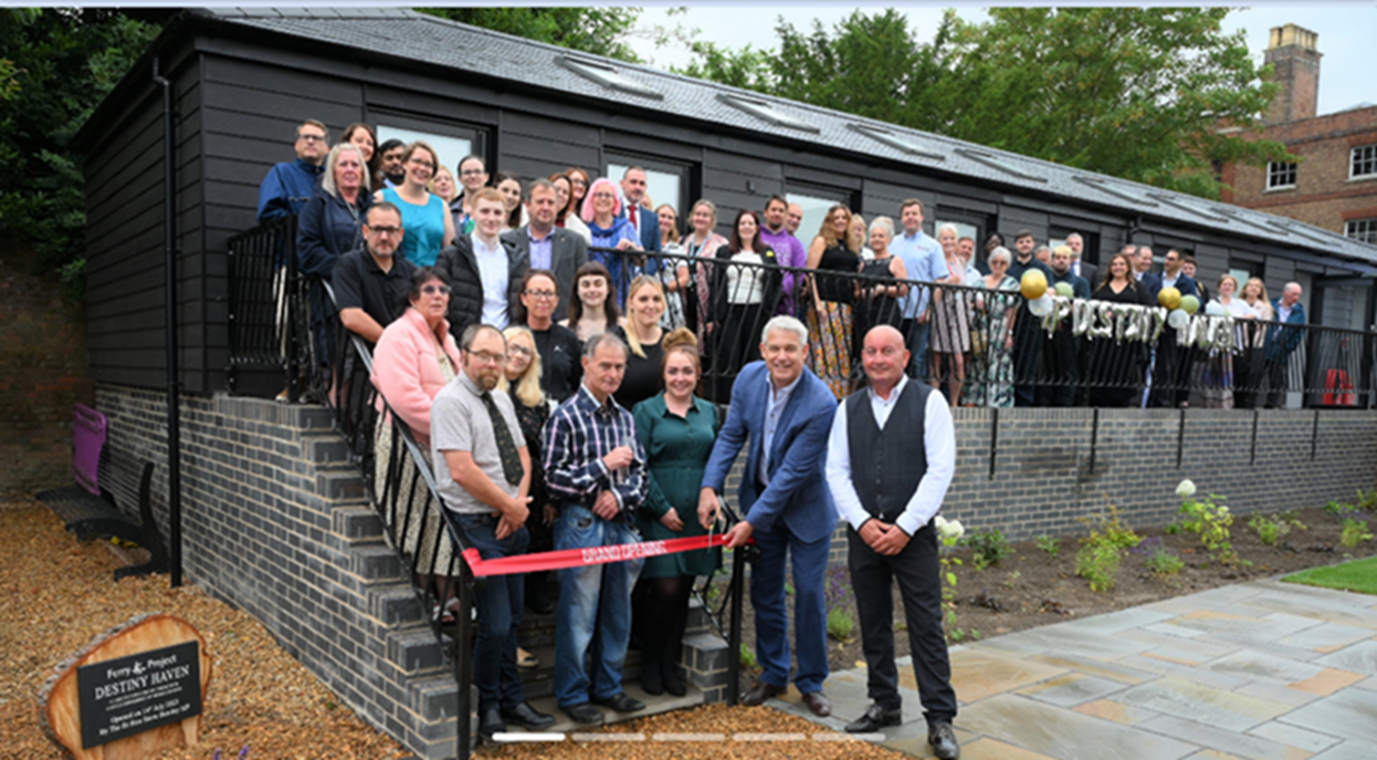 DESTINY
GRAND OPENING
Ferry Project
DESTINY HAVEN
Opened on 14th July 2023
By The Rt Hon Steve Barclay MP